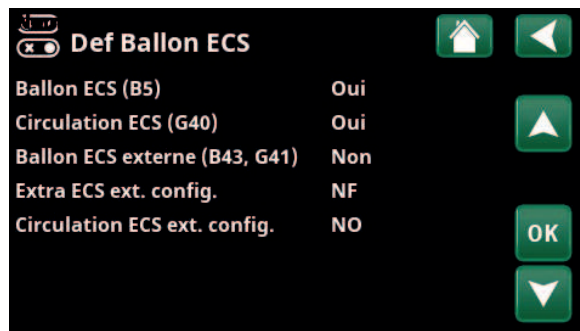 Def Ballon ECS
Ballon ECS (B5) Oui
Circulation ECS (G40) Oui
Ballon ECS externe (B43, G41) Non
Extra ECS ext. config. NF
Circulation ECS ext. config. NO
OK